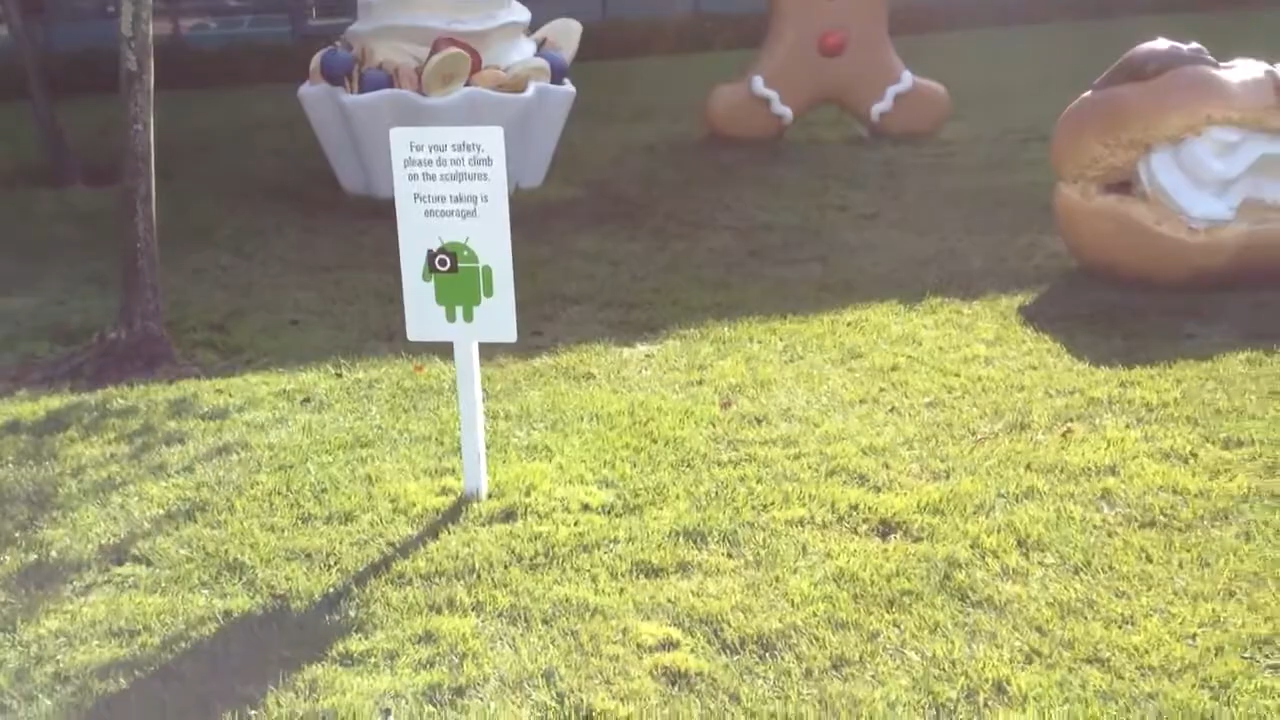 For your safety,
please do not climb
on the sculptures.
Picture taking is
encouraged.